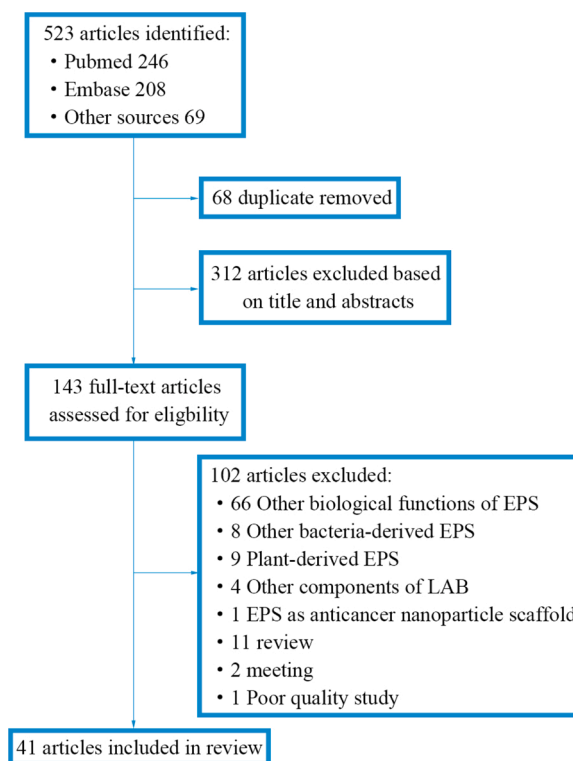 523 articles identified:
• Pubmed 246
• Embase 208
• Other sources 69
68 duplicate removed
312 articles excluded based
on title and abstracts
143 full-text articles
assessed for eligbility
102 articles excluded:
• 66 Other biological functions of EPS
• 8 Other bacteria-derived EPS
• 9 Plant-derived EPS
• 4 Other components of LAB
• 1 EPS as anticancer nanoparticle scaffold
• 11 review
• 2 meeting
• 1 Poor quality study
41 articles included in review